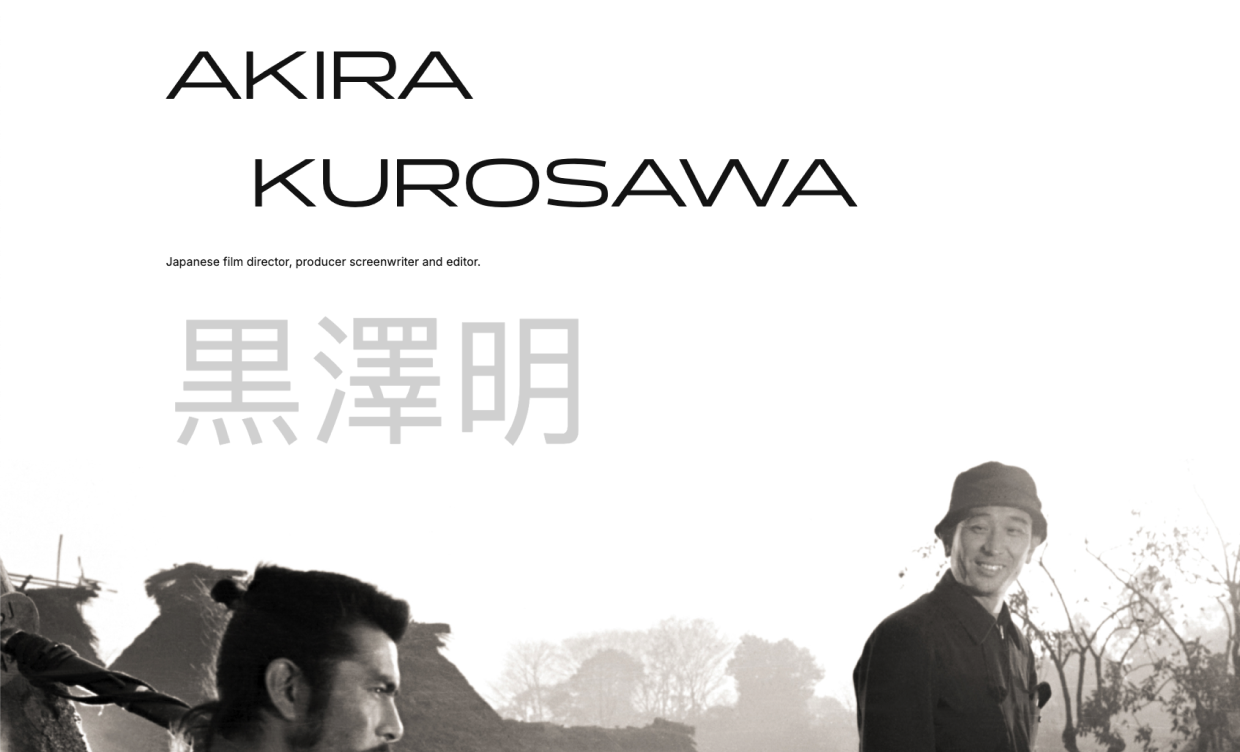 AKIRA
KUROSAWA
Japanese film director, producer screenwriter and editor.
黒澤明